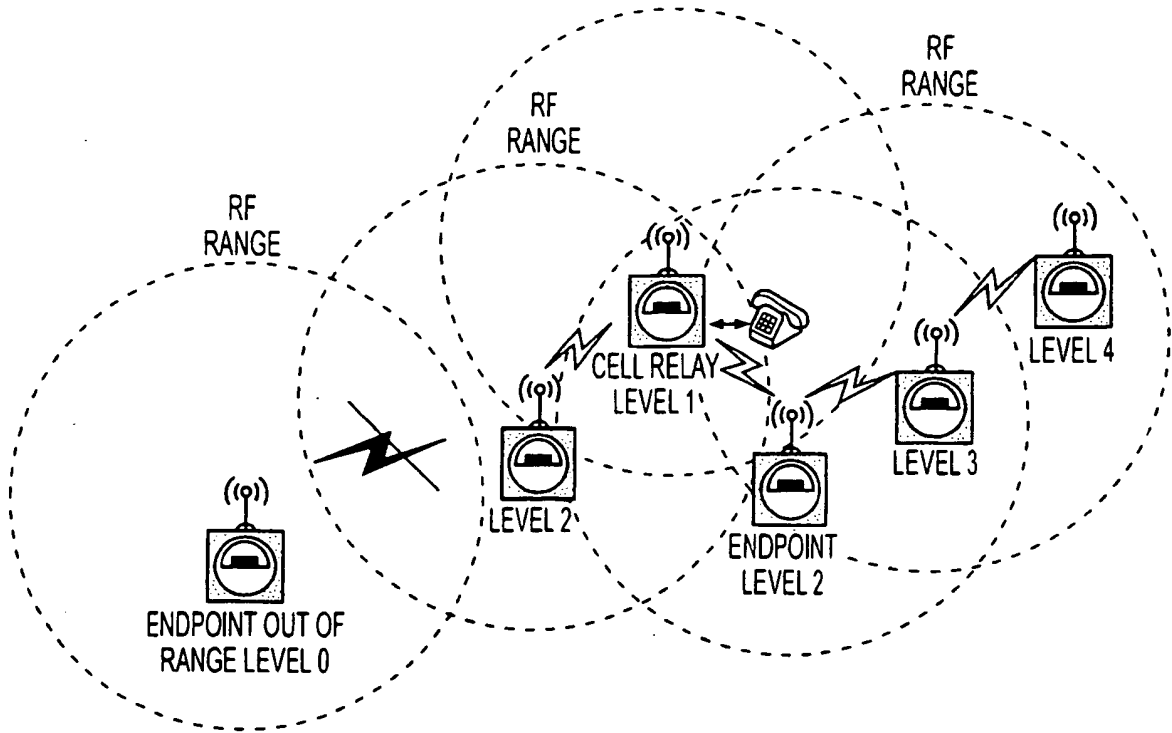 RF
RANGE
RF
RANGE
RF
RANGE
CELL RELAY
LEVEL 1
LEVEL 4
LEVEL 3
LEVEL 2
ENDPOINT
LEVEL 2
ENDPOINT OUT OF
RANGE LEVEL 0